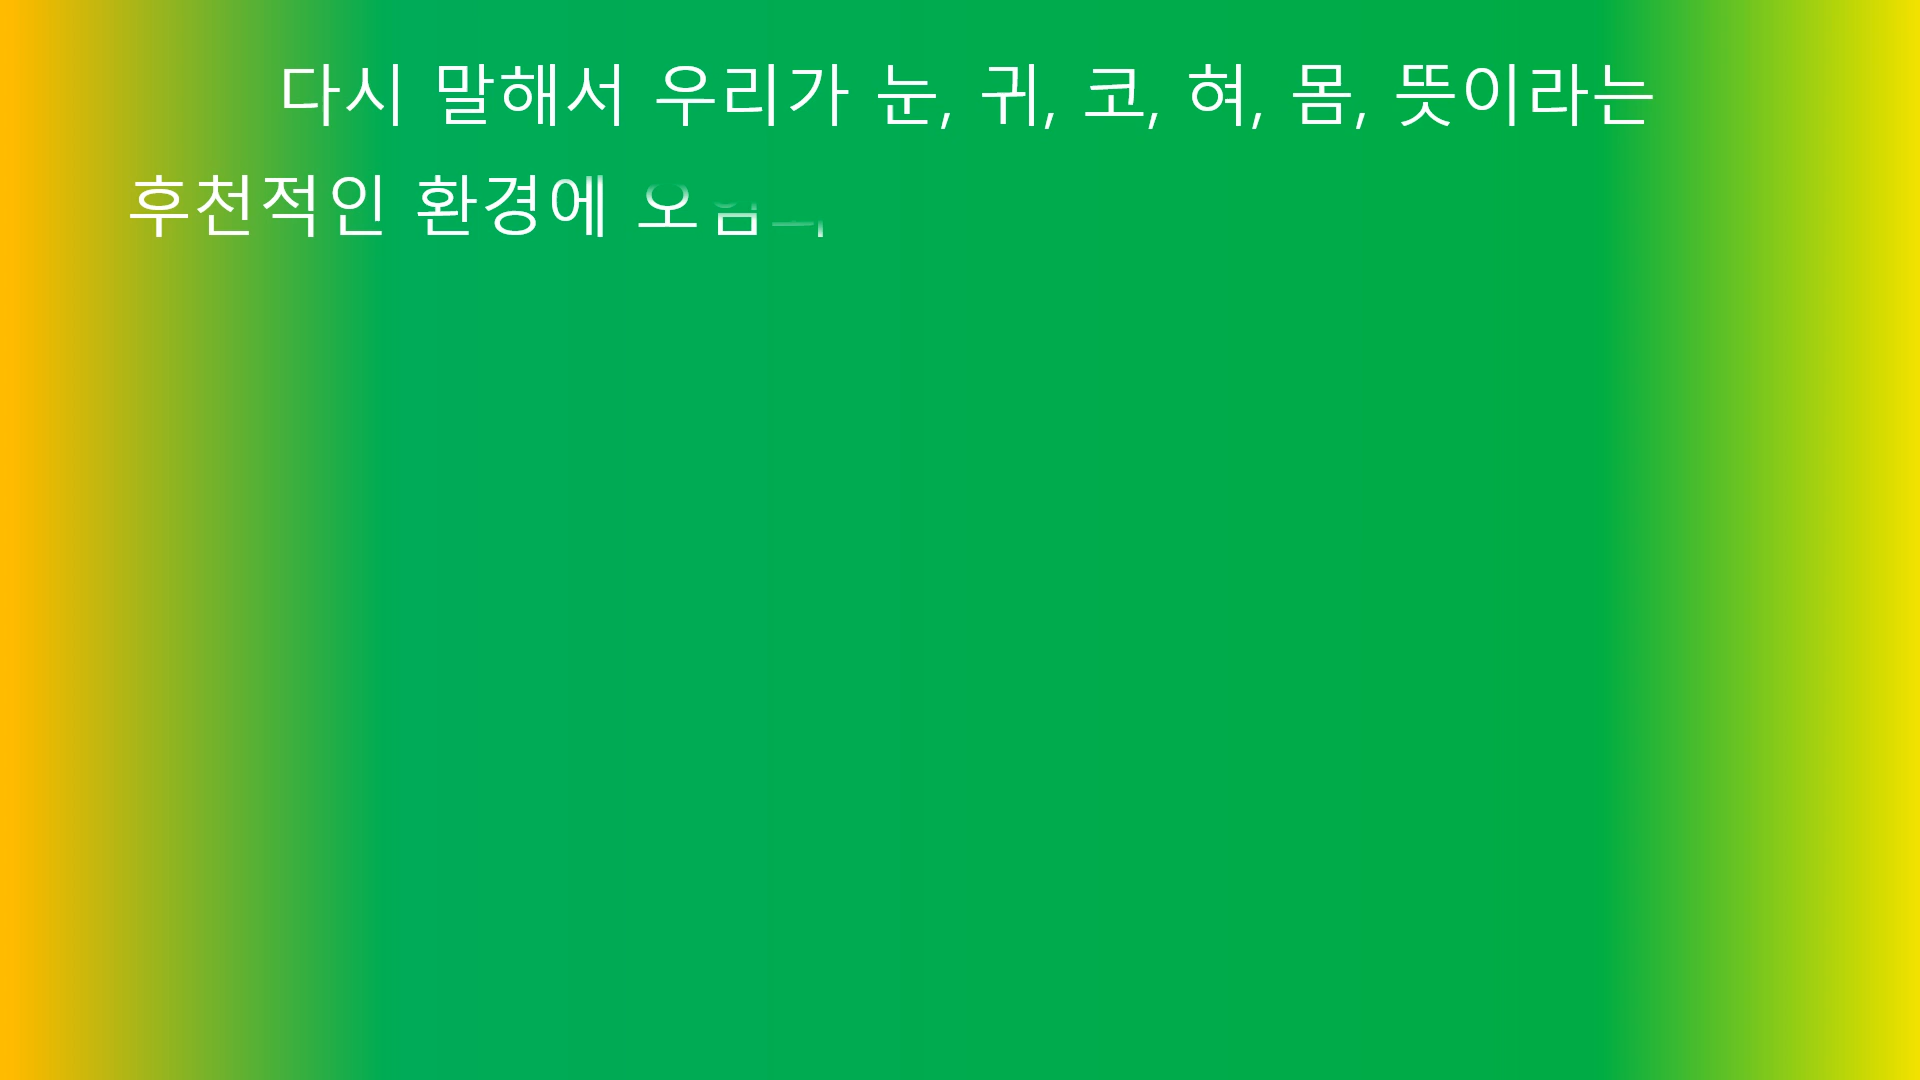 다시 말해서 우리가 눈, 귀, 코, 혀, 몸, 뜻이라는
후천적인 환경에